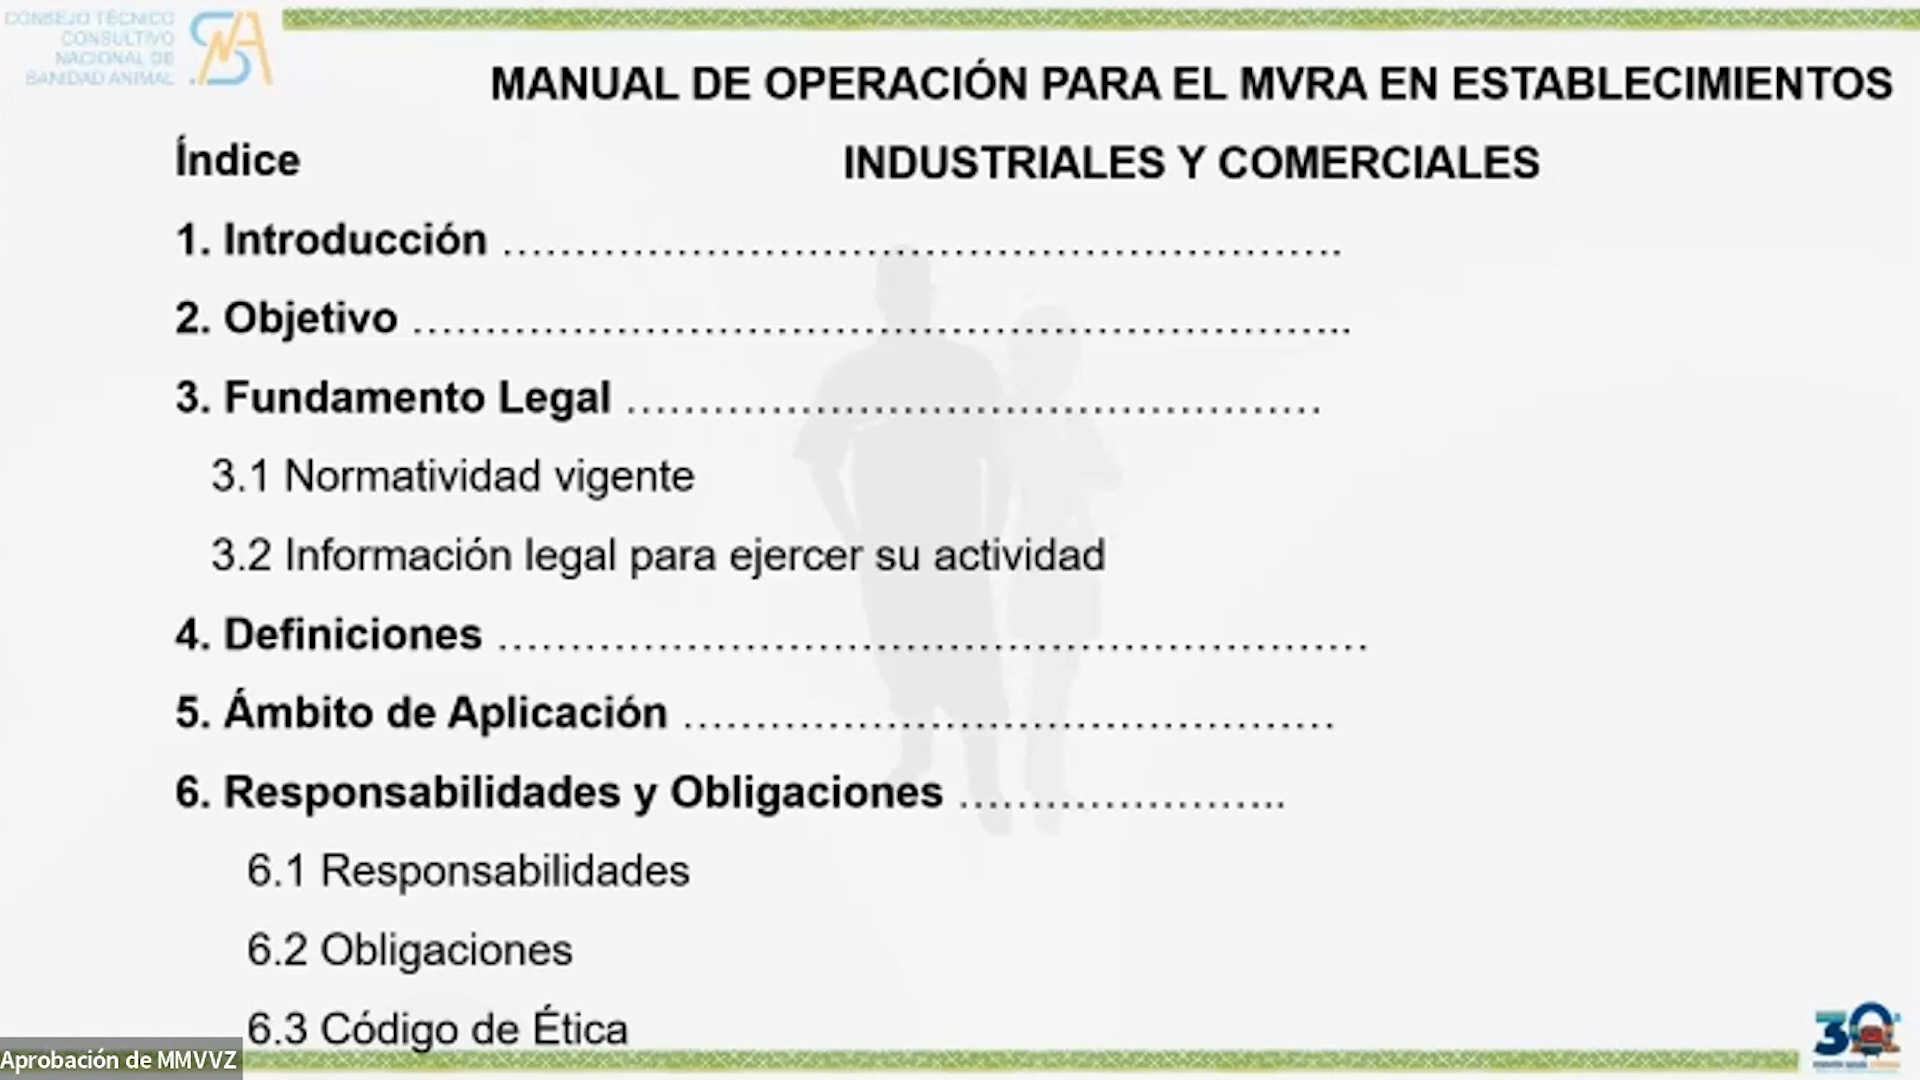 CONSEJO TÉCNICO
CONSULTIVO
NACIONAL DE
SANIDAD ANIMAL
MANUAL DE OPERACIÓN PARA EL MVRA EN ESTABLECIMIENTOS
INDUSTRIALES Y COMERCIALES
Índice
1. Introducción ……………………………………………………….
2. Objetivo ……………………………………………………………...
3. Fundamento Legal …………………………………………….
3.1 Normatividad vigente
3.2 Información legal para ejercer su actividad
4. Definiciones …………………………………………………………
5. Ámbito de Aplicación ………………………………………….
6. Responsabilidades y Obligaciones …………………..
6.1 Responsabilidades
6.2 Obligaciones
6.3 Código de Ética
Aprobación de MMVVZ
30